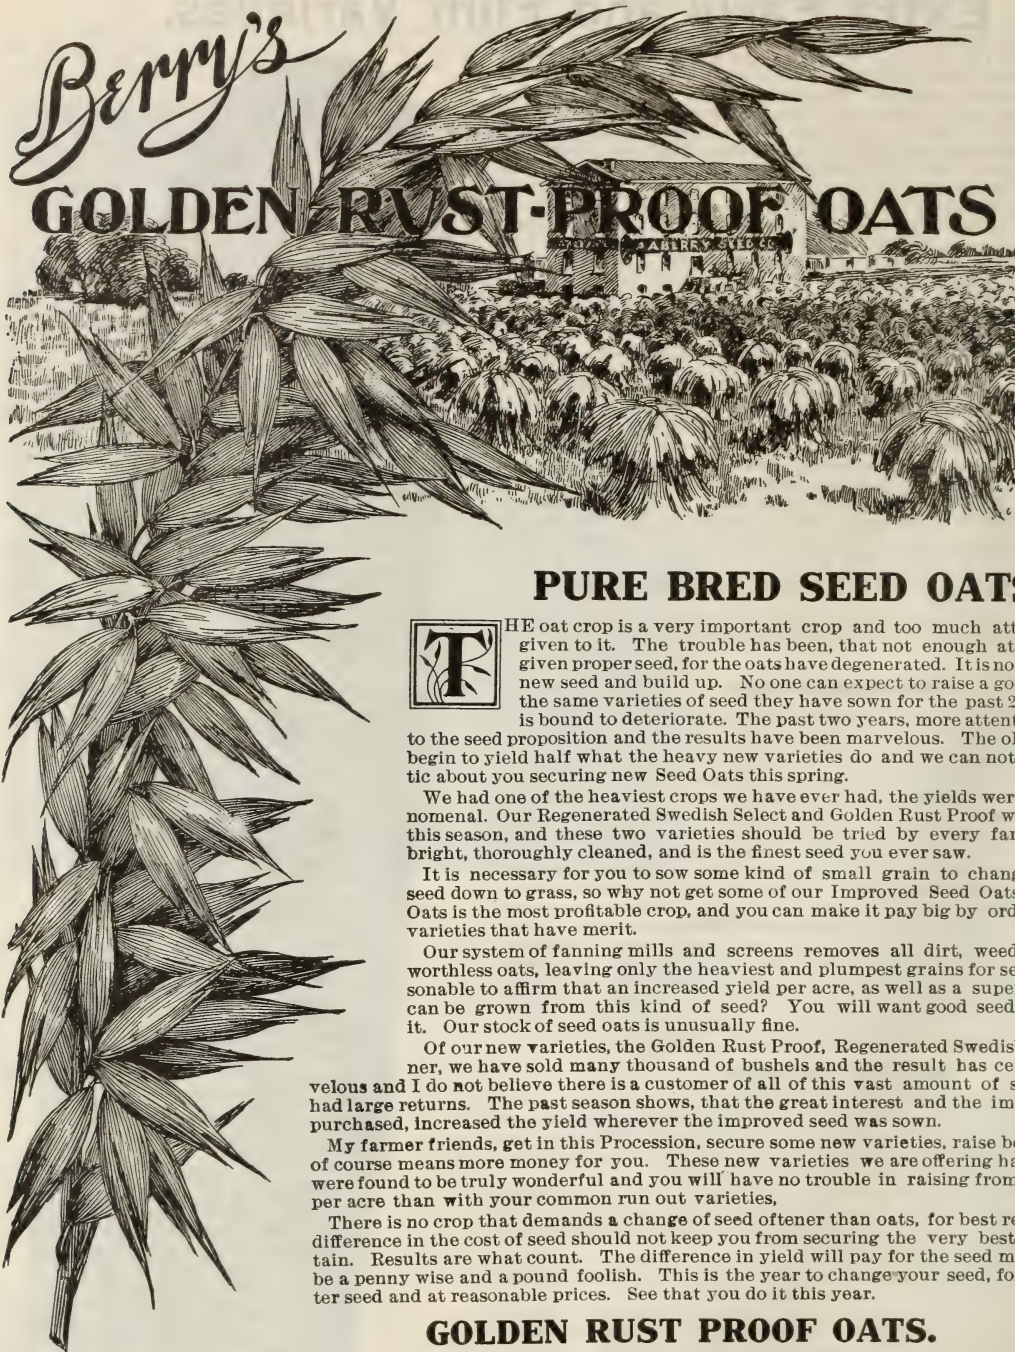 Berry's
GOLDEN RUST-PROOF OATS
A. A. BERRY SEED CO.
PURE BRED SEED OATS
THE oat crop is a very important crop and too much att
given to it. The trouble has been, that not enough at
given proper seed, for the oats have degenerated. It is no
new seed and build up. No one can expect to raise a go
the same varieties of seed they have sown for the past 2
is bound to deteriorate. The past two years, more attent
to the seed proposition and the results have been marvelous. The ol
begin to yield half what the heavy new varieties do and we can not
tic about you securing new Seed Oats this spring.
We had one of the heaviest crops we have ever had, the yields wer
nomenal. Our Regenerated Swedish Select and Golden Rust Proof w
this season, and these two varieties should be tried by every far
bright, thoroughly cleaned, and is the finest seed you ever saw.
It is necessary for you to sow some kind of small grain to chang
seed down to grass, so why not get some of our Improved Seed Oats
Oats is the most profitable crop, and you can make it pay big by ord
varieties that have merit.
Our system of fanning mills and screens removes all dirt, weed
worthless oats, leaving only the heaviest and plumpest grains for se
sonable to affirm that an increased yield per acre, as well as a supe
can be grown from this kind of seed? You will want good seed
it. Our stock of seed oats is unusually fine.
Of our new varieties, the Golden Rust Proof, Regenerated Swedis
ner, we have sold many thousand of bushels and the result has ce
velous and I do not believe there is a customer of all of this vast amount of s
had large returns. The past season shows, that the great interest and the im
purchased, increased the yield wherever the improved seed was sown.
My farmer friends, get in this Procession, secure some new varieties, raise be
of course means more money for you. These new varieties we are offering ha
were found to be truly wonderful and you will have no trouble in raising from
per acre than with your common run out varieties,
There is no crop that demands a change of seed oftener than oats, for best re
difference in the cost of seed should not keep you from securing the very best
tain. Results are what count. The difference in yield will pay for the seed m
be a penny wise and a pound foolish. This is the year to change your seed, fo
ter seed and at reasonable prices. See that you do it this year.
GOLDEN RUST PROOF OATS.